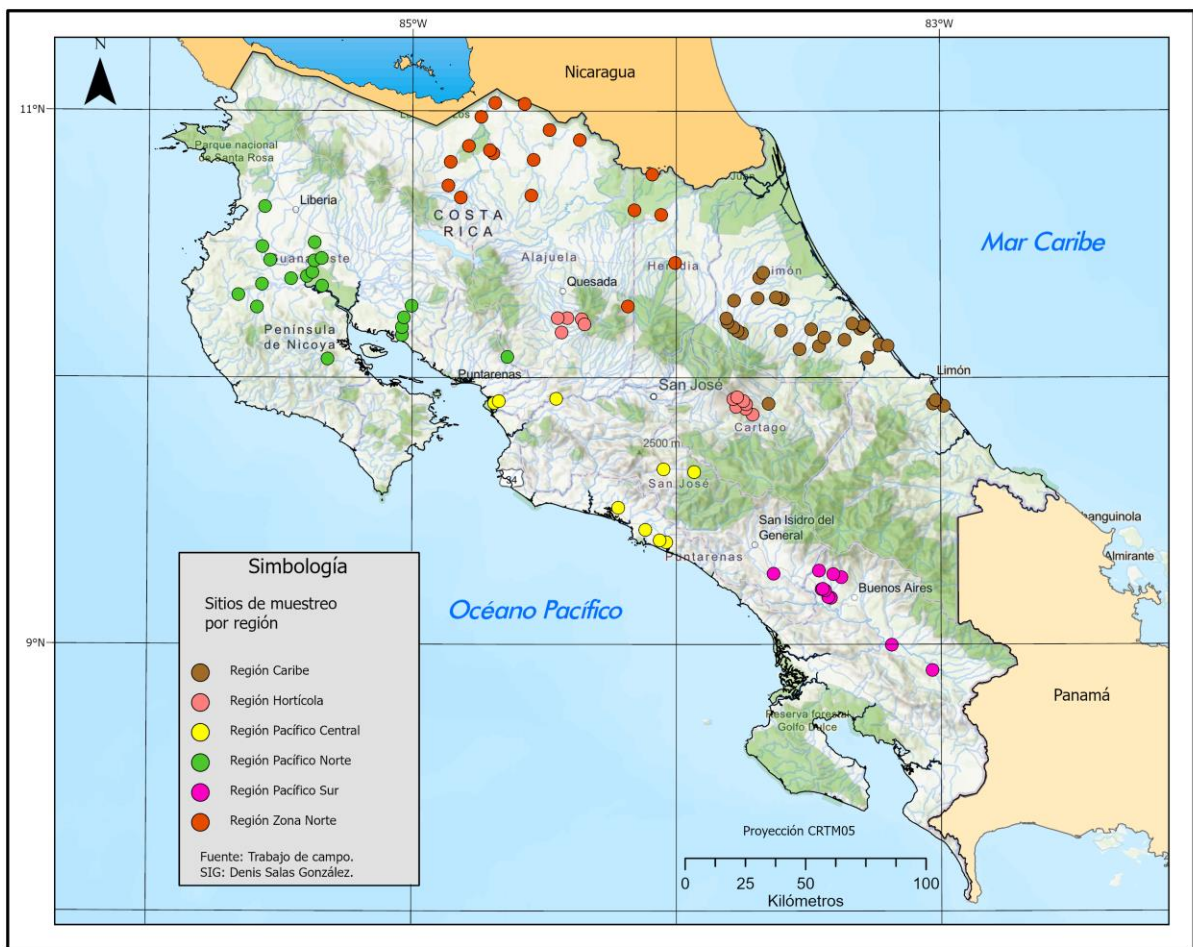 85°W
83°W
N
Nicaragua
11°N
Los
Parque nacional
de Santa Rosa
Juan
Liberia
COSTA
RICA
Mar Caribe
Alajuela
Heredia
Limón
Quesada
Península
de Nicoya
Puntarenas
San José
Limón
Cartago
2500 m
34
San José
San Isidro del
General
Puntarenas
Almirante
Simbología
Sitios de muestreo
por región
Océano Pacífico
Buenos Aires
9°N
Región Caribe
Región Hortícola
Región Pacífico Central
Región Pacífico Norte
Región Pacífico Sur
Región Zona Norte
Panamá
Reserva forestal
Golfo Dulce
Fuente: Trabajo de campo.
SIG: Denis Salas González.
Proyección CRTM05
0 25 50 100
Kilómetros